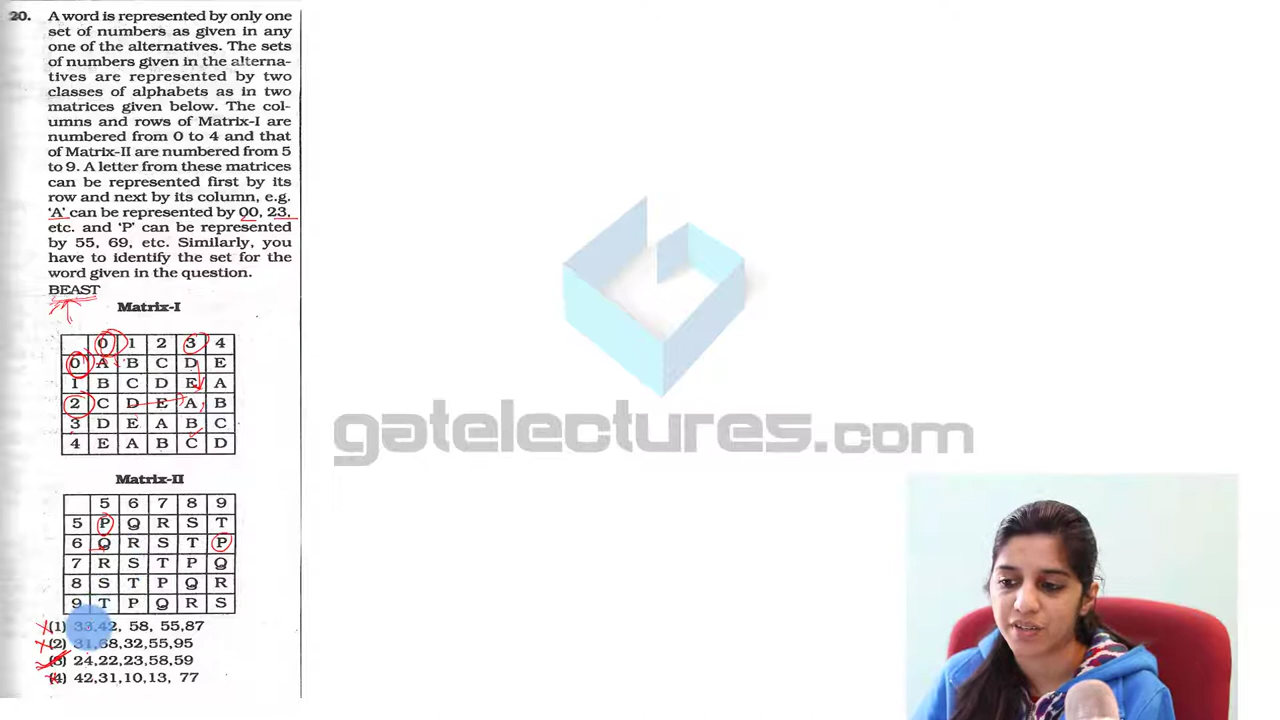 20. A word is represented by only one
set of numbers as given in any
one of the alternatives. The sets
of numbers given in the alterna-
tives are represented by two
classes of alphabets as in two
matrices given below. The col-
umns and rows of Matrix-I are
numbered from 0 to 4 and that
of Matrix-II are numbered from 5
to 9. A letter from these matrices
can be represented first by its
row and next by its column, e.g.
'A' can be represented by 00, 23,
etc. and 'P' can be represented
by 55, 69, etc. Similarly, you
have to identify the set for the
word given in the question.
BEAST
Matrix-I
0 1 2 3 4
0 A B C D E
1 B C D E A
2 C D E A B
3 D E A B C
4 E A B C D
Matrix-II
5 6 7 8 9
5 P Q R S T
6 Q R S T P
7 R S T P Q
8 S T P Q R
9 T P Q R S
(1) 33,42, 58, 55,87
(2) 31,68,32,55,95
(3) 24,22,23,58,59
(4) 42,31,10,13, 77
gatelectures.com